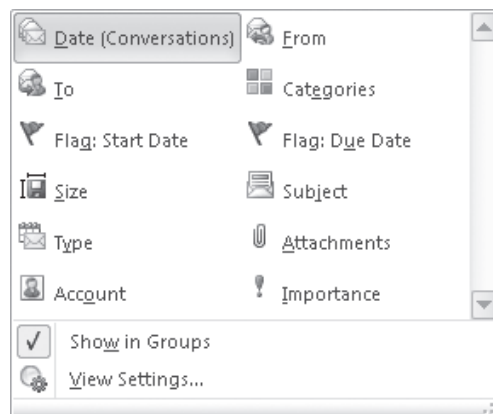 Date (Conversations) From
To Categories
Flag: Start Date Flag: Due Date
Size Subject
Type Attachments
Account Importance
Show in Groups
View Settings...